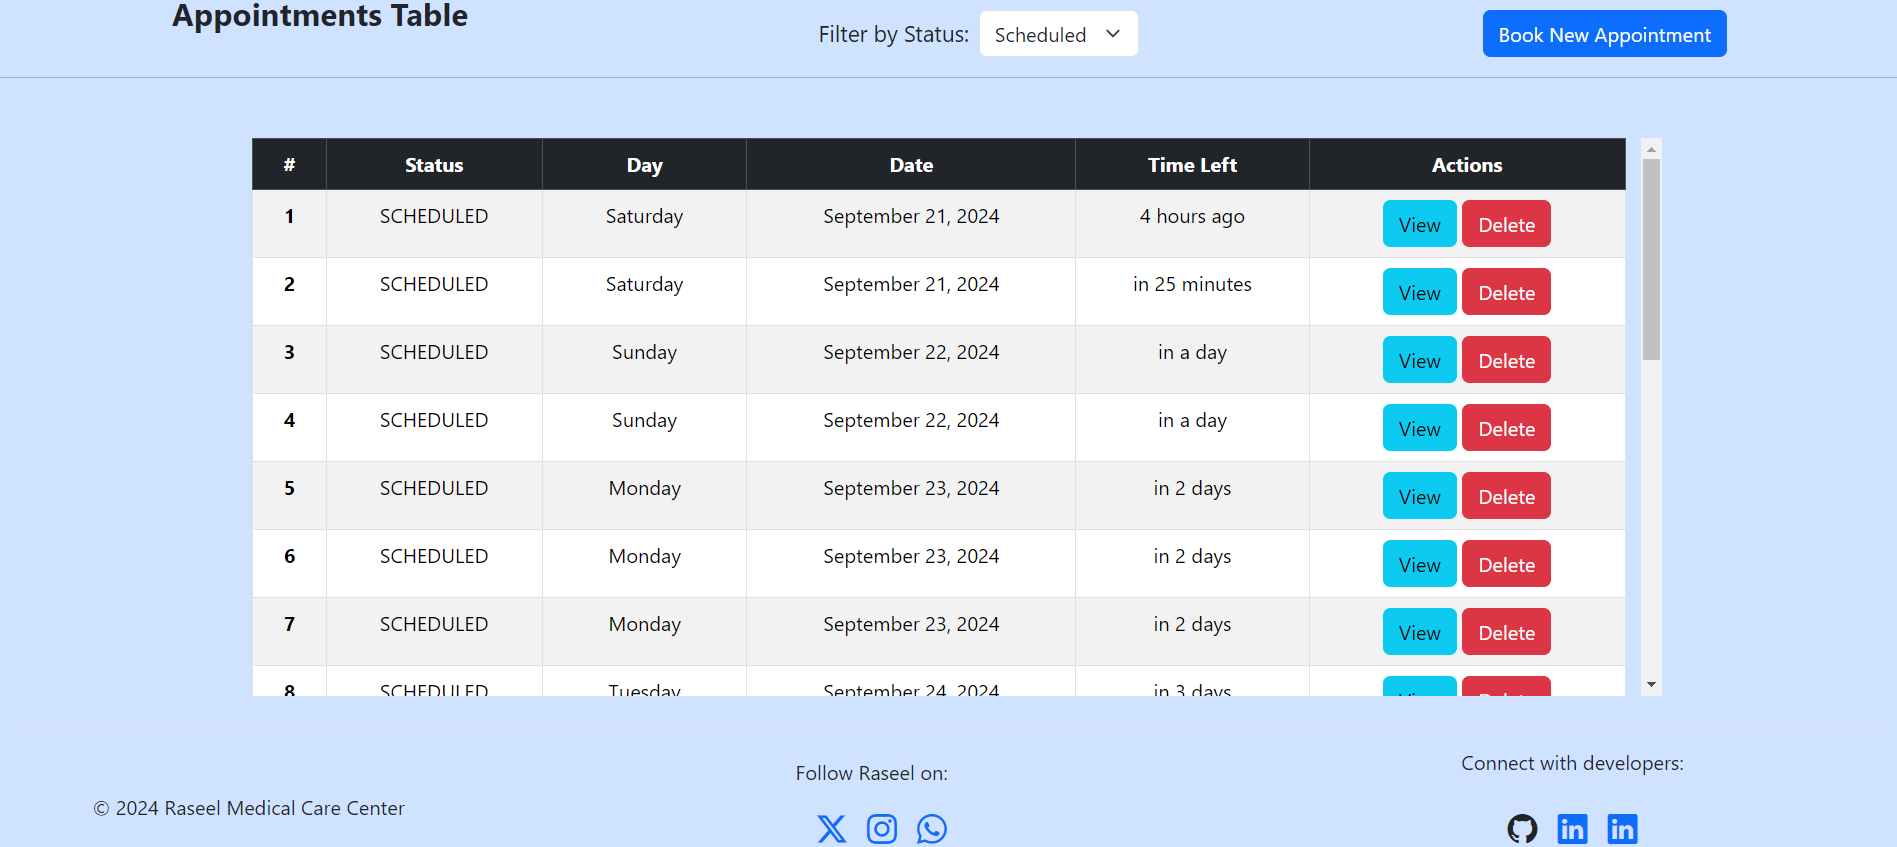 Appointments Table
Filter by Status: Scheduled
Book New Appointment
# Status Day Date Time Left Actions
1 SCHEDULED Saturday September 21, 2024 4 hours ago View Delete
2 SCHEDULED Saturday September 21, 2024 in 25 minutes View Delete
3 SCHEDULED Sunday September 22, 2024 in a day View Delete
4 SCHEDULED Sunday September 22, 2024 in a day View Delete
5 SCHEDULED Monday September 23, 2024 in 2 days View Delete
6 SCHEDULED Monday September 23, 2024 in 2 days View Delete
7 SCHEDULED Monday September 23, 2024 in 2 days View Delete
8 SCHEDULED Tuesday September 24, 2024 in 3 days View Delete
© 2024 Raseel Medical Care Center
Follow Raseel on:
Connect with developers: